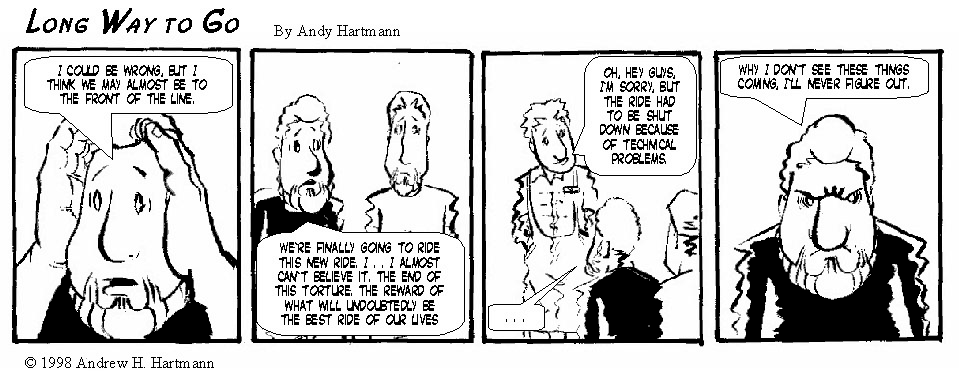 LONG WAY TO GO
By Andy Hartmann
I COULD BE WRONG, BUT I
THINK WE MAY ALMOST BE TO
THE FRONT OF THE LINE.
WE'RE FINALLY GOING TO RIDE
THIS NEW RIDE. I . . I ALMOST
CAN'T BELIEVE IT. THE END OF
THIS TORTURE. THE REWARD OF
WHAT WILL UNDOUBTEDLY BE
THE BEST RIDE OF OUR LIVES
OH, HEY GUYS,
I'M SORRY, BUT
THE RIDE HAD
TO BE SHUT
DOWN BECAUSE
OF TECHNICAL
PROBLEMS.
. . . .
WHY I DON'T SEE THESE THINGS
COMING, I'LL NEVER FIGURE OUT.
© 1998 Andrew H. Hartmann